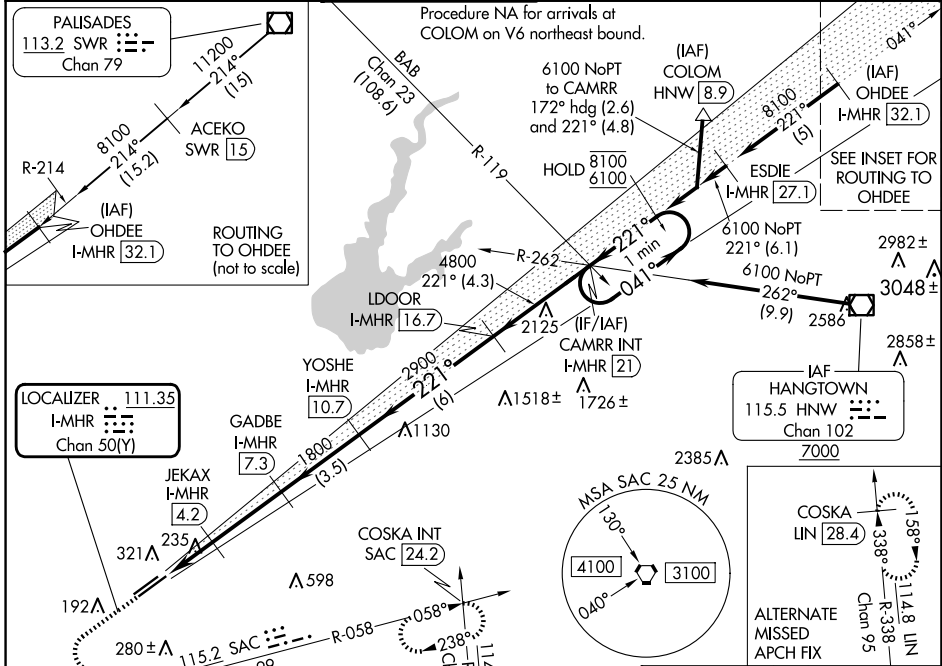 PALISADES
113.2 SWR
Chan 79
11200
214°
(15)
ACEKO
SWR 15
8100
214°
(15.2)
R-214
(IAF)
OHDEE
I-MHR 32.1
ROUTING
TO OHDEE
(not to scale)
Procedure NA for arrivals at
COLOM on V6 northeast bound.
BAB
Chan 23
(108.6)
R-119
6100 NoPT
to CAMRR
172° hdg (2.6)
and 221° (4.8)
(IAF)
COLOM
HNW 8.9
041°
(IAF)
OHDEE
I-MHR 32.1
8100
221°
(5)
HOLD 8100
6100
ESDIE
I-MHR 27.1
SEE INSET FOR
ROUTING TO
OHDEE
6100 NoPT
221° (6.1)
221°
1 min
041°
R-262
4800
221° (4.3)
6100 NoPT
262°
(9.9)
2982 ±
3048 ±
2586
2858 ±
LDOOR
I-MHR 16.7
2125
(IF/IAF)
CAMRR INT
I-MHR 21
1726 ±
1518 ±
IAF
HANGTOWN
115.5 HNW
Chan 102
7000
2900
221°
(6)
YOSHE
I-MHR
10.7
1130
LOCALIZER 111.35
I-MHR
Chan 50(Y)
GADBE
I-MHR
7.3
1800
(3.5)
JEKAX
I-MHR
4.2
2385
321
235
192
598
280 ±
COSKA INT
SAC 24.2
115.2 SAC
R-058
058°
238°
MSA SAC 25 NM
130°
4100
3100
040°
COSKA
LIN 28.4
158°
338°
114.8 LIN
R-338
Chan 95
ALTERNATE
MISSED
APCH FIX